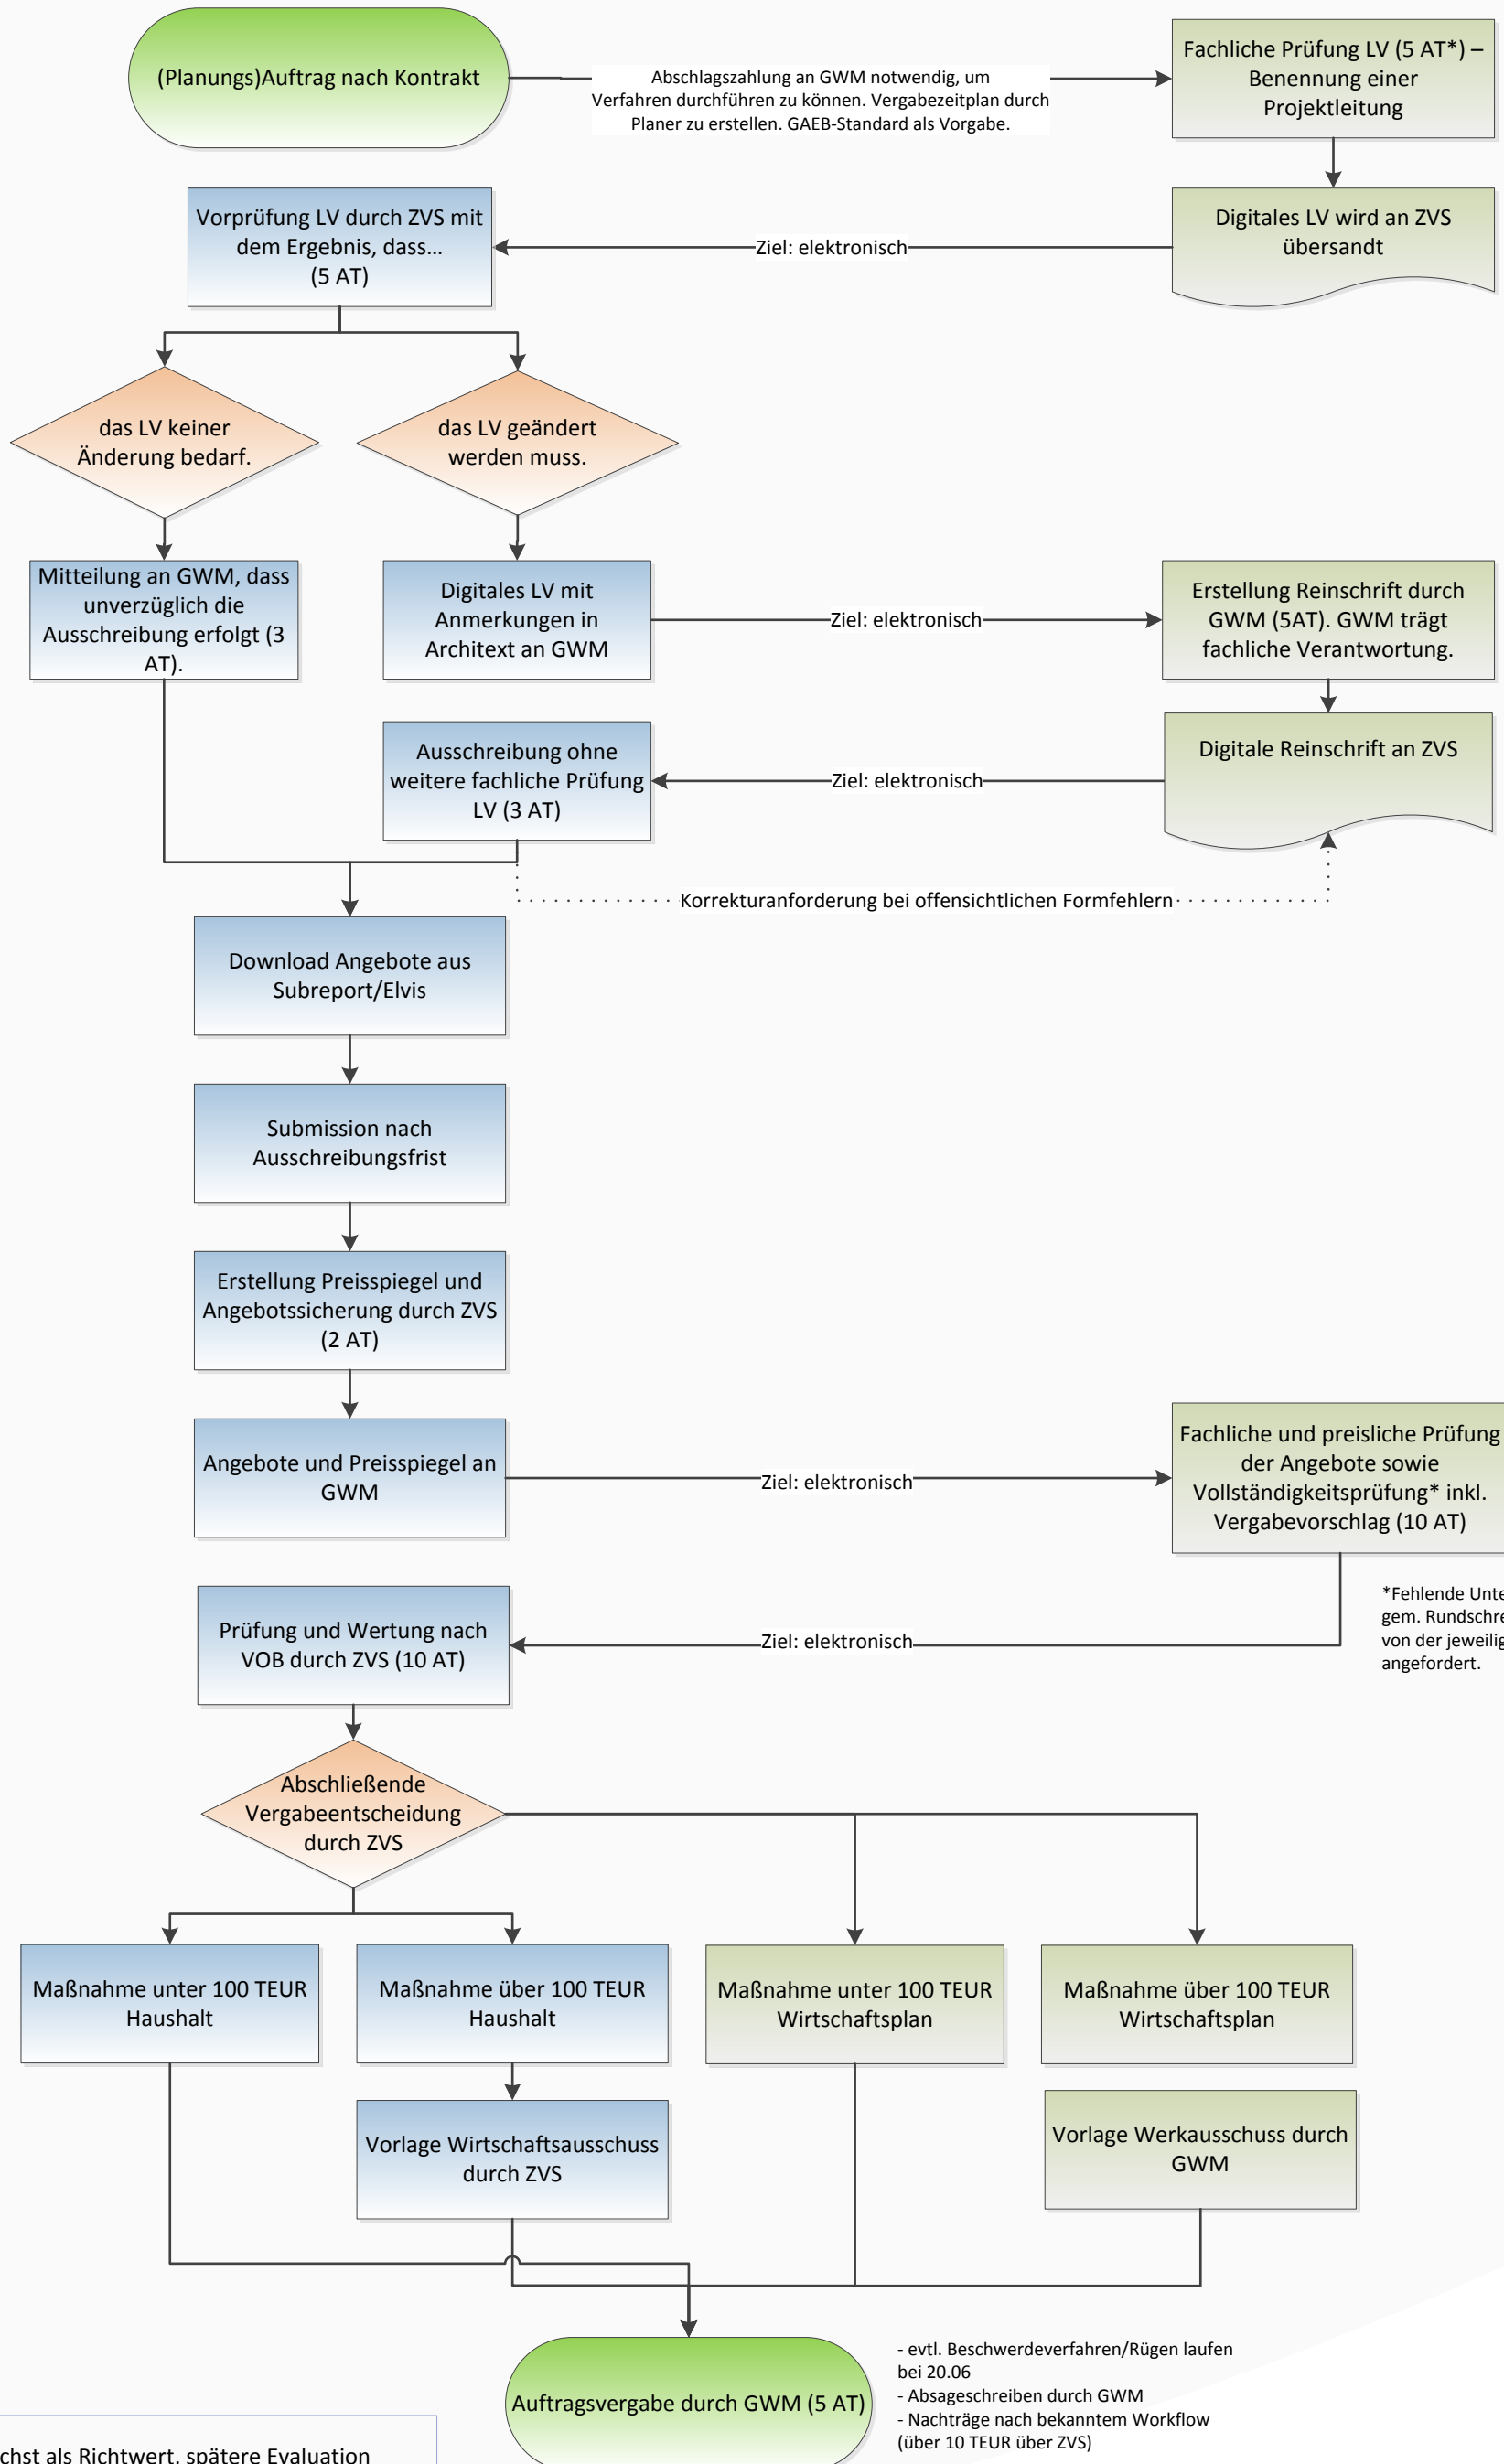 (Planungs)Auftrag nach Kontrakt
Abschlagszahlung an GWM notwendig, um
Verfahren durchführen zu können. Vergabezeitplan durch
Planer zu erstellen. GAEB-Standard als Vorgabe.
Fachliche Prüfung LV (5 AT*) –
Benennung einer
Projektleitung
Vorprüfung LV durch ZVS mit
dem Ergebnis, dass...
(5 AT)
Ziel: elektronisch
Digitales LV wird an ZVS
übersandt
das LV keiner
Änderung bedarf.
das LV geändert
werden muss.
Mitteilung an GWM, dass
unverzüglich die
Ausschreibung erfolgt (3
AT).
Digitales LV mit
Anmerkungen in
Architext an GWM
Ziel: elektronisch
Erstellung Reinschrift durch
GWM (5AT). GWM trägt
fachliche Verantwortung.
Ausschreibung ohne
weitere fachliche Prüfung
LV (3 AT)
Ziel: elektronisch
Digitale Reinschrift an ZVS
Korrekturanforderung bei offensichtlichen Formfehlern
Download Angebote aus
Subreport/Elvis
Submission nach
Ausschreibungsfrist
Erstellung Preisspiegel und
Angebotssicherung durch ZVS
(2 AT)
Angebote und Preisspiegel an
GWM
Ziel: elektronisch
Fachliche und preisliche Prüfung
der Angebote sowie
Vollständigkeitsprüfung* inkl.
Vergabevorschlag (10 AT)
*Fehlende
gem.
von der
angefordert.
Prüfung und Wertung nach
VOB durch ZVS (10 AT)
Ziel: elektronisch
Abschließende
Vergabeentscheidung
durch ZVS
Maßnahme unter 100 TEUR
Haushalt
Maßnahme über 100 TEUR
Haushalt
Maßnahme unter 100 TEUR
Wirtschaftsplan
Maßnahme über 100 TEUR
Wirtschaftsplan
Vorlage Wirtschaftsausschuss
durch ZVS
Vorlage Werkausschuss durch
GWM
Auftragsvergabe durch GWM (5 AT)
- evtl. Beschwerdeverfahren/Rügen laufen
bei 20.06
- Absageschreiben durch GWM
- Nachträge nach bekanntem Workflow
(über 10 TEUR über ZVS)
als Richtwert, spätere Evaluation